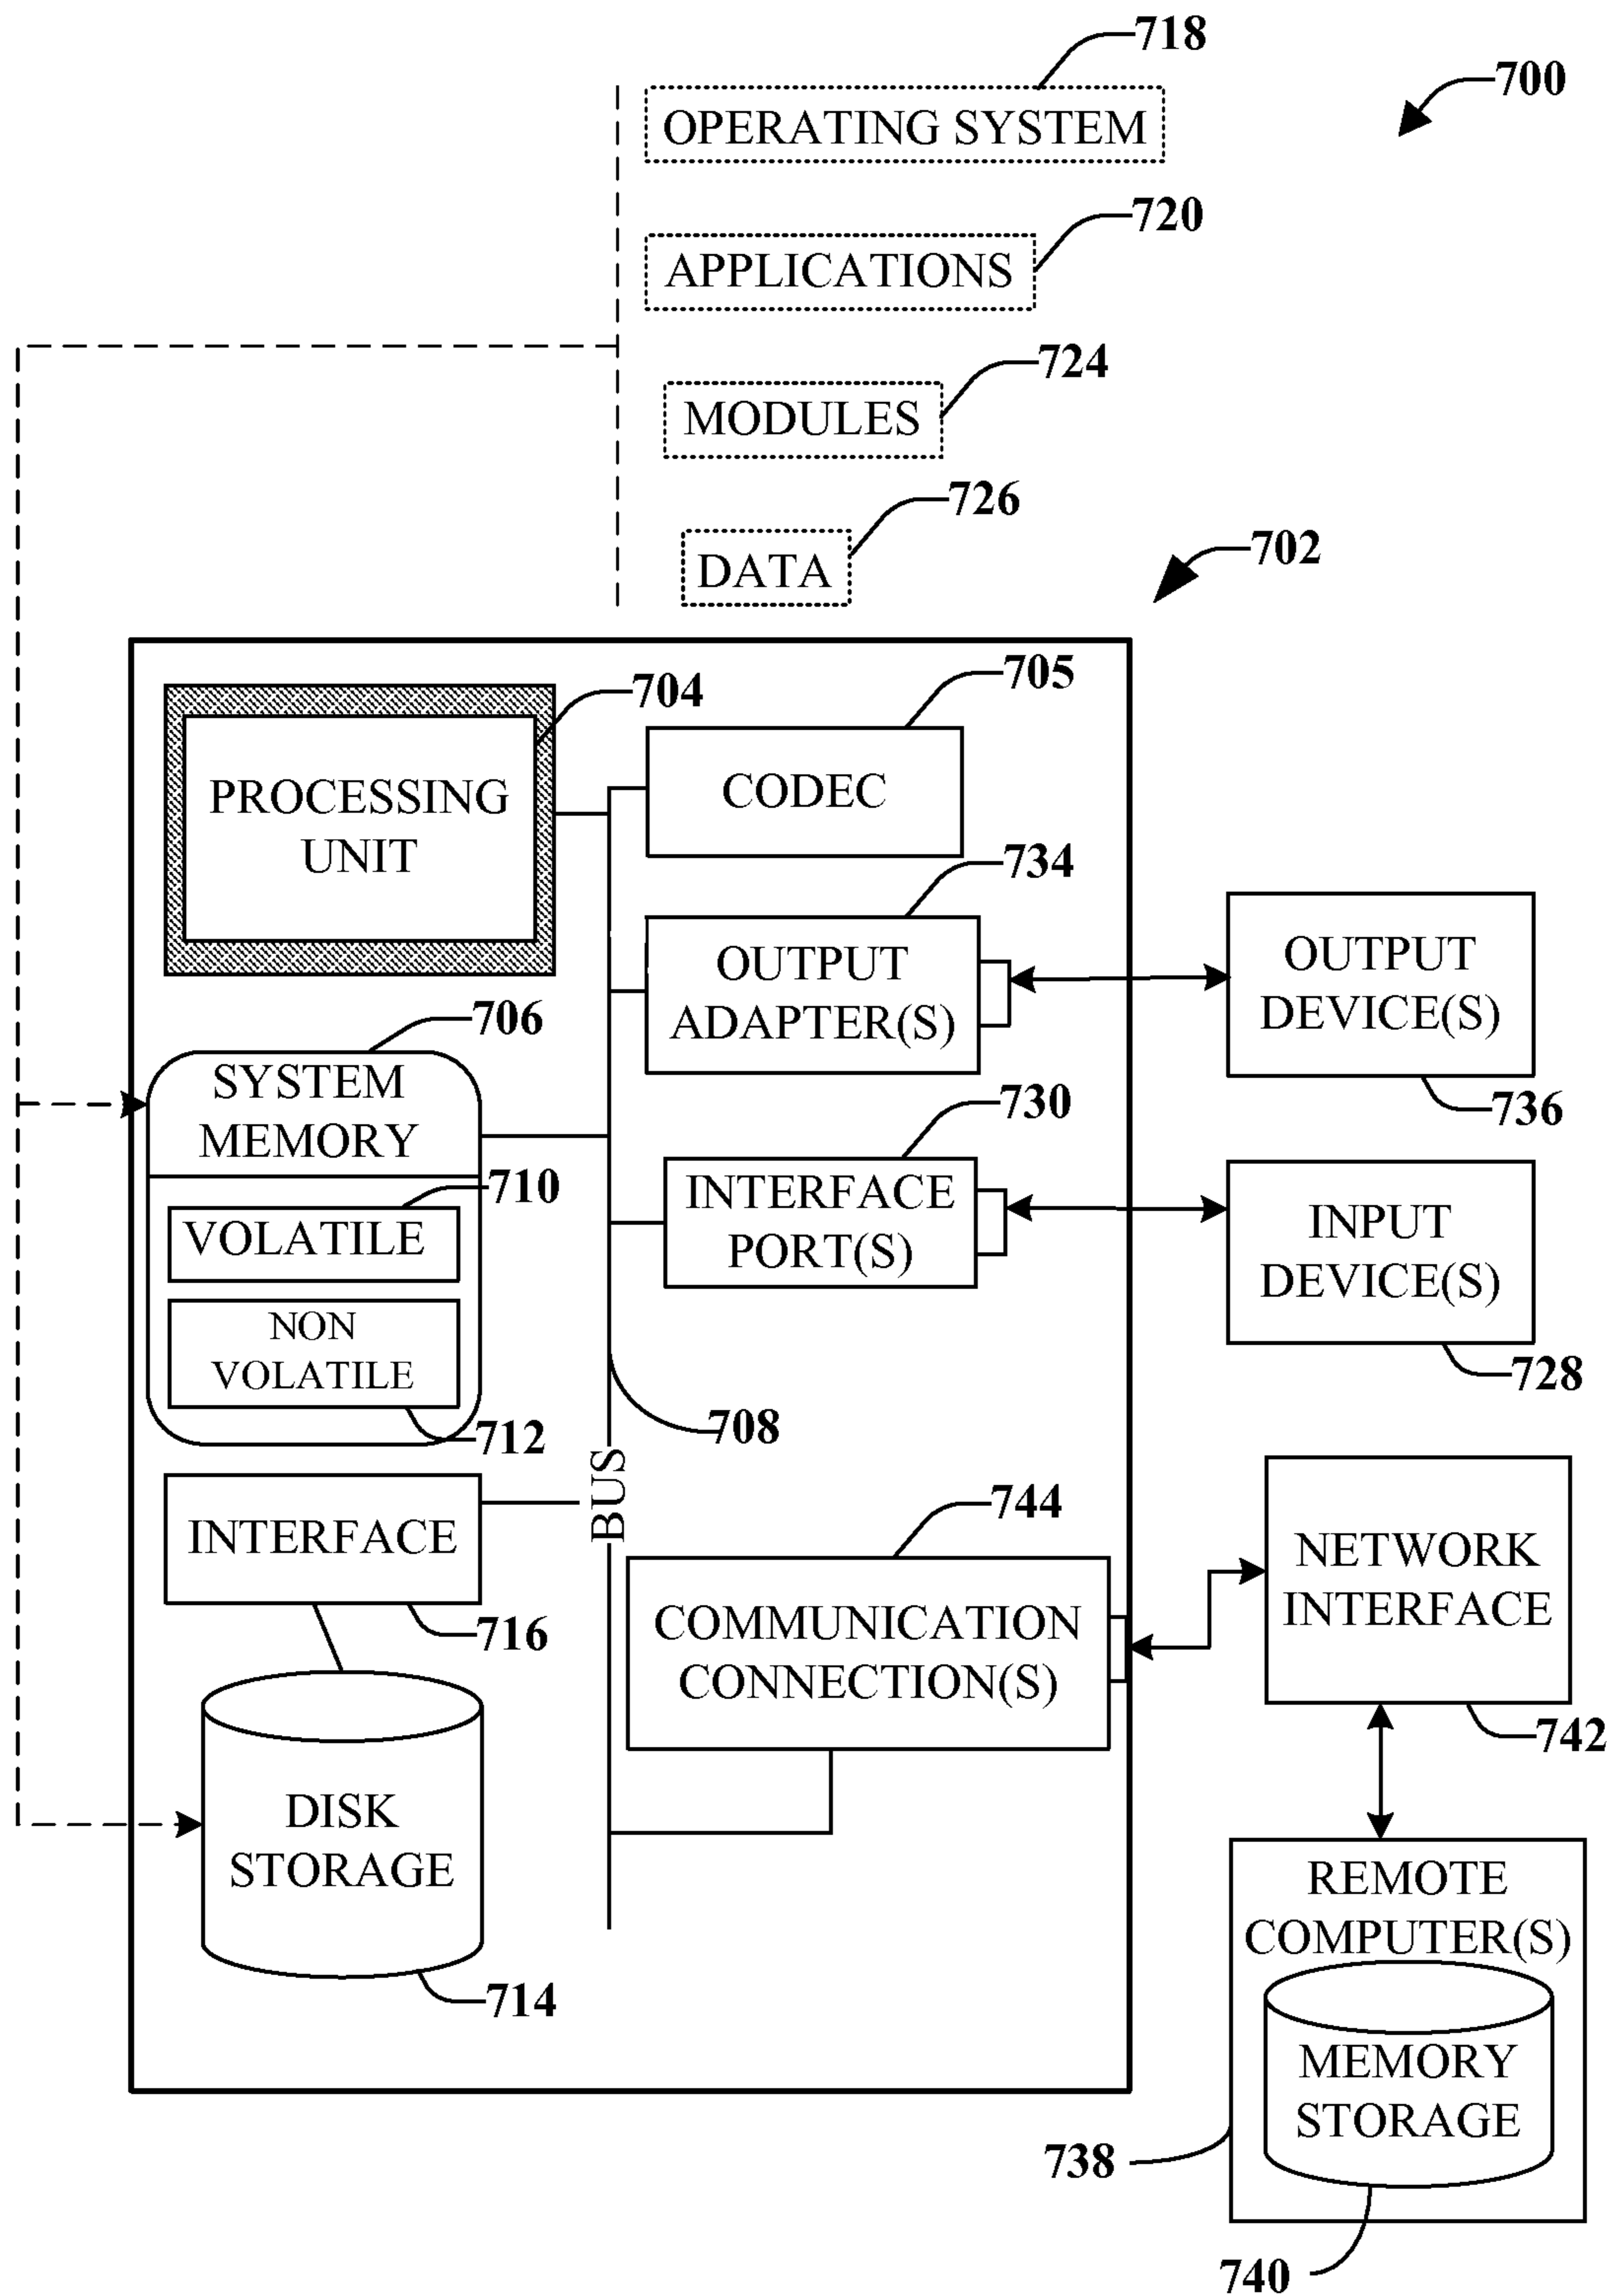 718
700
OPERATING SYSTEM
720
APPLICATIONS
724
MODULES
726
DATA
702
704
PROCESSING
UNIT
705
CODEC
734
OUTPUT
ADAPTER(S)
OUTPUT
DEVICE(S)
736
706
SYSTEM
MEMORY
710
VOLATILE
NON
VOLATILE
712
730
INTERFACE
PORT(S)
INPUT
DEVICE(S)
728
708
BUS
INTERFACE
716
744
COMMUNICATION
CONNECTION(S)
NETWORK
INTERFACE
742
DISK
STORAGE
714
REMOTE
COMPUTER(S)
MEMORY
STORAGE
738
740